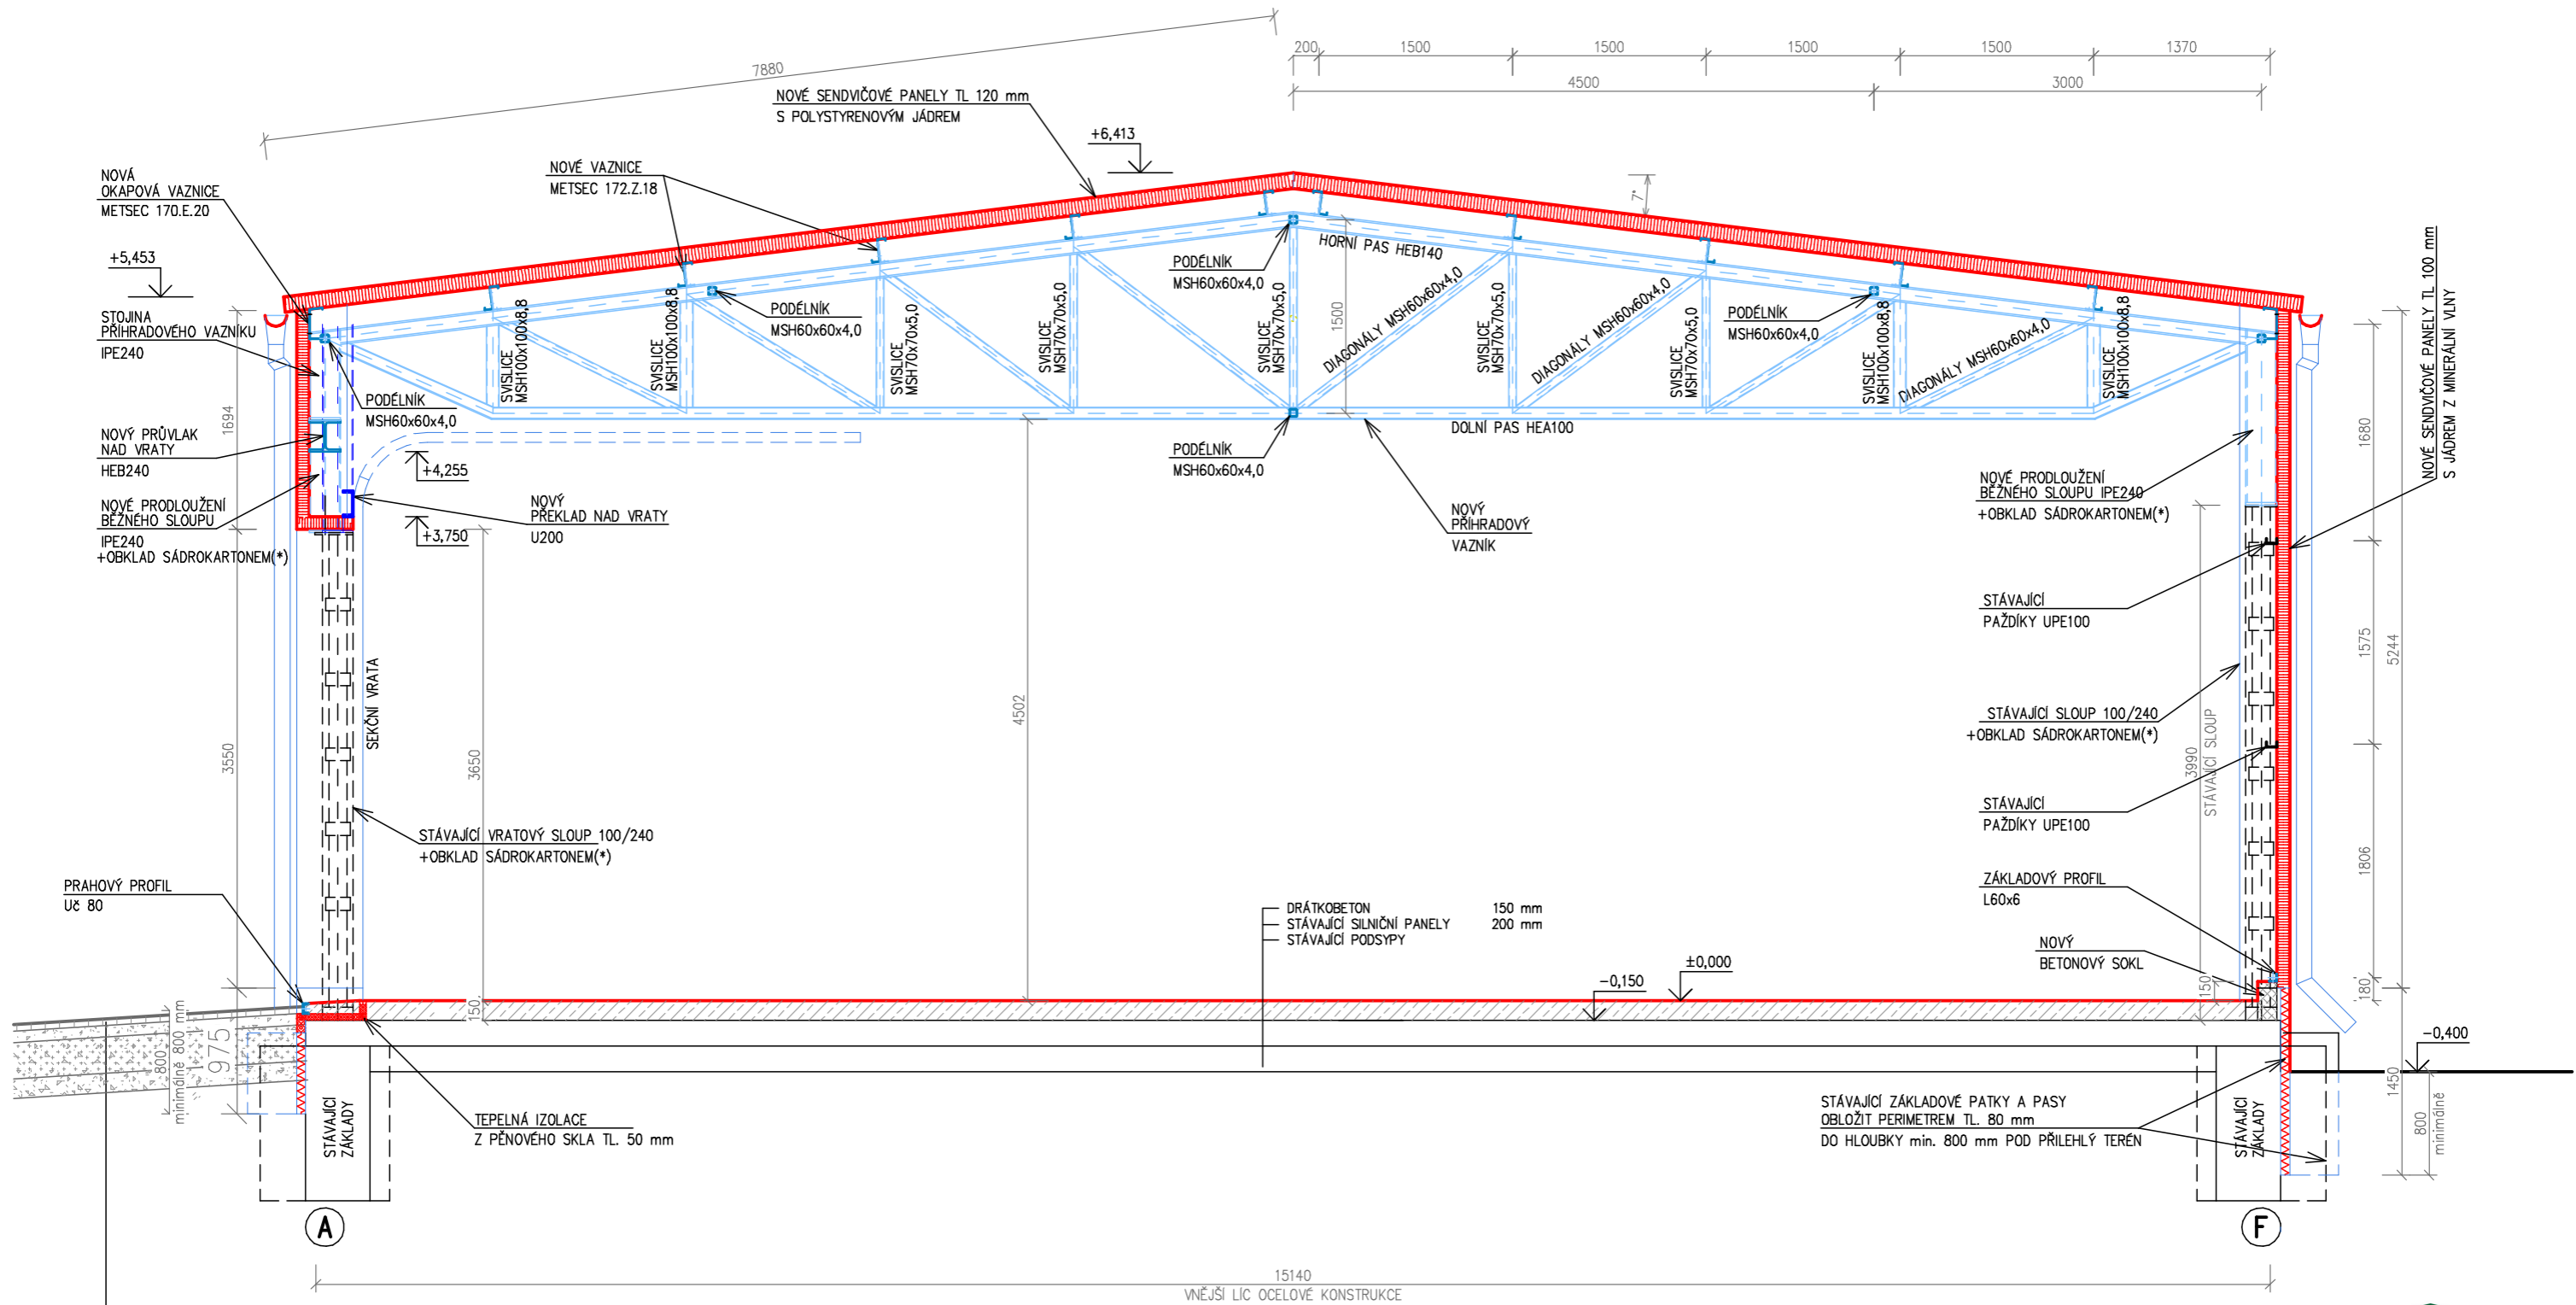 7880
200
1500
1500
1500
1500
1370
4500
3000
NOVÉ SENDVIČOVÉ PANELY TL 120 mm
S POLYSTYRENOVÝM JÁDREM
+6,413
7°
NOVÁ
OKAPOVÁ VAZNICE
METSEC 170.E.20
NOVÉ VAZNICE
METSEC 172.Z.18
+5,453
STOJINA
PŘÍHRADOVÉHO VAZNÍKU
IPE240
PODÉLNÍK
MSH60x60x4,0
NOVÝ PRŮVLAK
NAD VRATY
HEB240
NOVÉ PRODLOUŽENÍ
BĚŽNÉHO SLOUPU
IPE240
+OBKLAD SÁDROKARTONEM(*)
SVISLICE
MSH100x100x8,8
SVISLICE
MSH100x100x8,8
PODÉLNÍK
MSH60x60x4,0
SVISLICE
MSH70x70x5,0
SVISLICE
MSH70x70x5,0
PODÉLNÍK
MSH60x60x4,0
SVISLICE
MSH70x70x5,0
1500
HORNÍ PAS HEB140
DIAGONÁLY MSH60x60x4,0
SVISLICE
MSH70x70x5,0
DIAGONÁLY MSH60x60x4,0
SVISLICE
MSH70x70x5,0
PODÉLNÍK
MSH60x60x4,0
SVISLICE
MSH100x100x8,8
DIAGONÁLY MSH60x60x4,0
SVISLICE
MSH100x100x8,8
NOVÉ SENDVIČOVÉ PANELY TL 100 mm
S JÁDREM Z MINERÁLNÍ VLNY
DOLNÍ PAS HEA100
PODÉLNÍK
MSH60x60x4,0
NOVÝ
PŘÍHRADOVÝ
VAZNÍK
+4,255
+3,750
NOVÝ
PŘEKLAD NAD VRATY
U200
NOVÉ PRODLOUŽENÍ
BĚŽNÉHO SLOUPU IPE240
+OBKLAD SÁDROKARTONEM(*)
1694
3550
3650
4502
SEKČNÍ VRATA
STÁVAJÍCÍ
PAŽDÍKY UPE100
STÁVAJÍCÍ SLOUP 100/240
+OBKLAD SÁDROKARTONEM(*)
3990
STÁVAJÍCÍ SLOUP
1680
1575
5244
1806
180
STÁVAJÍCÍ
PAŽDÍKY UPE100
STÁVAJÍCÍ VRATOVÝ SLOUP 100/240
+OBKLAD SÁDROKARTONEM(*)
PRAHOVÝ PROFIL
Uč 80
ZÁKLADOVÝ PROFIL
L60x6
DRÁTKOBETON 150 mm
STÁVAJÍCÍ SILNIČNÍ PANELY 200 mm
STÁVAJÍCÍ PODSYPY
NOVÝ
BETONOVÝ SOKL
±0,000
-0,150
150
150
-0,400
800
minimálně 800 mm
975
1450
800
minimálně
STÁVAJÍCÍ
ZÁKLADY
TEPELNÁ IZOLACE
Z PĚNOVÉHO SKLA TL. 50 mm
STÁVAJÍCÍ ZÁKLADOVÉ PATKY A PASY
OBLOŽIT PERIMETREM TL. 80 mm
DO HLOUBKY min. 800 mm POD PŘILEHLÝ TERÉN
STÁVAJÍCÍ
ZÁKLADY
A
F
15140
VNĚJŠÍ LÍC OCELOVÉ KONSTRUKCE